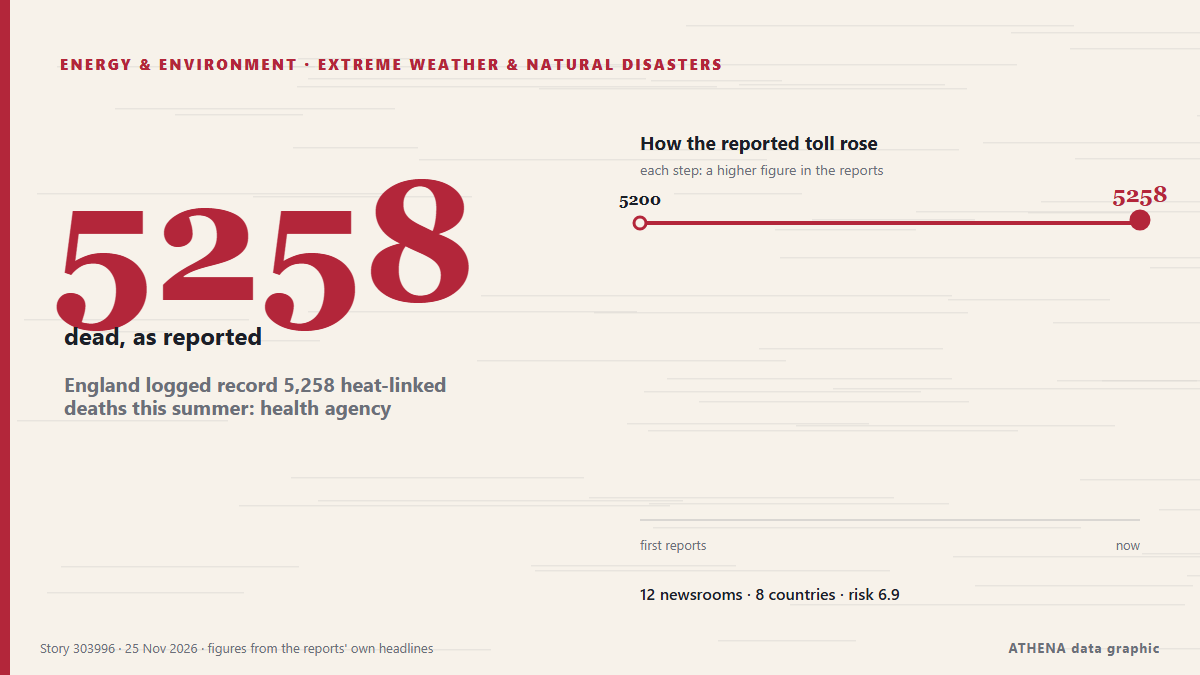 ENERGY & ENVIRONMENT · EXTREME WEATHER & NATURAL DISASTERS
5258
dead, as reported
England logged record 5,258 heat-linked
deaths this summer: health agency
How the reported toll rose
each step: a higher figure in the reports
5200
5258
first reports
now
12 newsrooms · 8 countries · risk 6.9
Story 303996 · 25 Nov 2026 · figures from the reports' own headlines
ATHENA data graphic